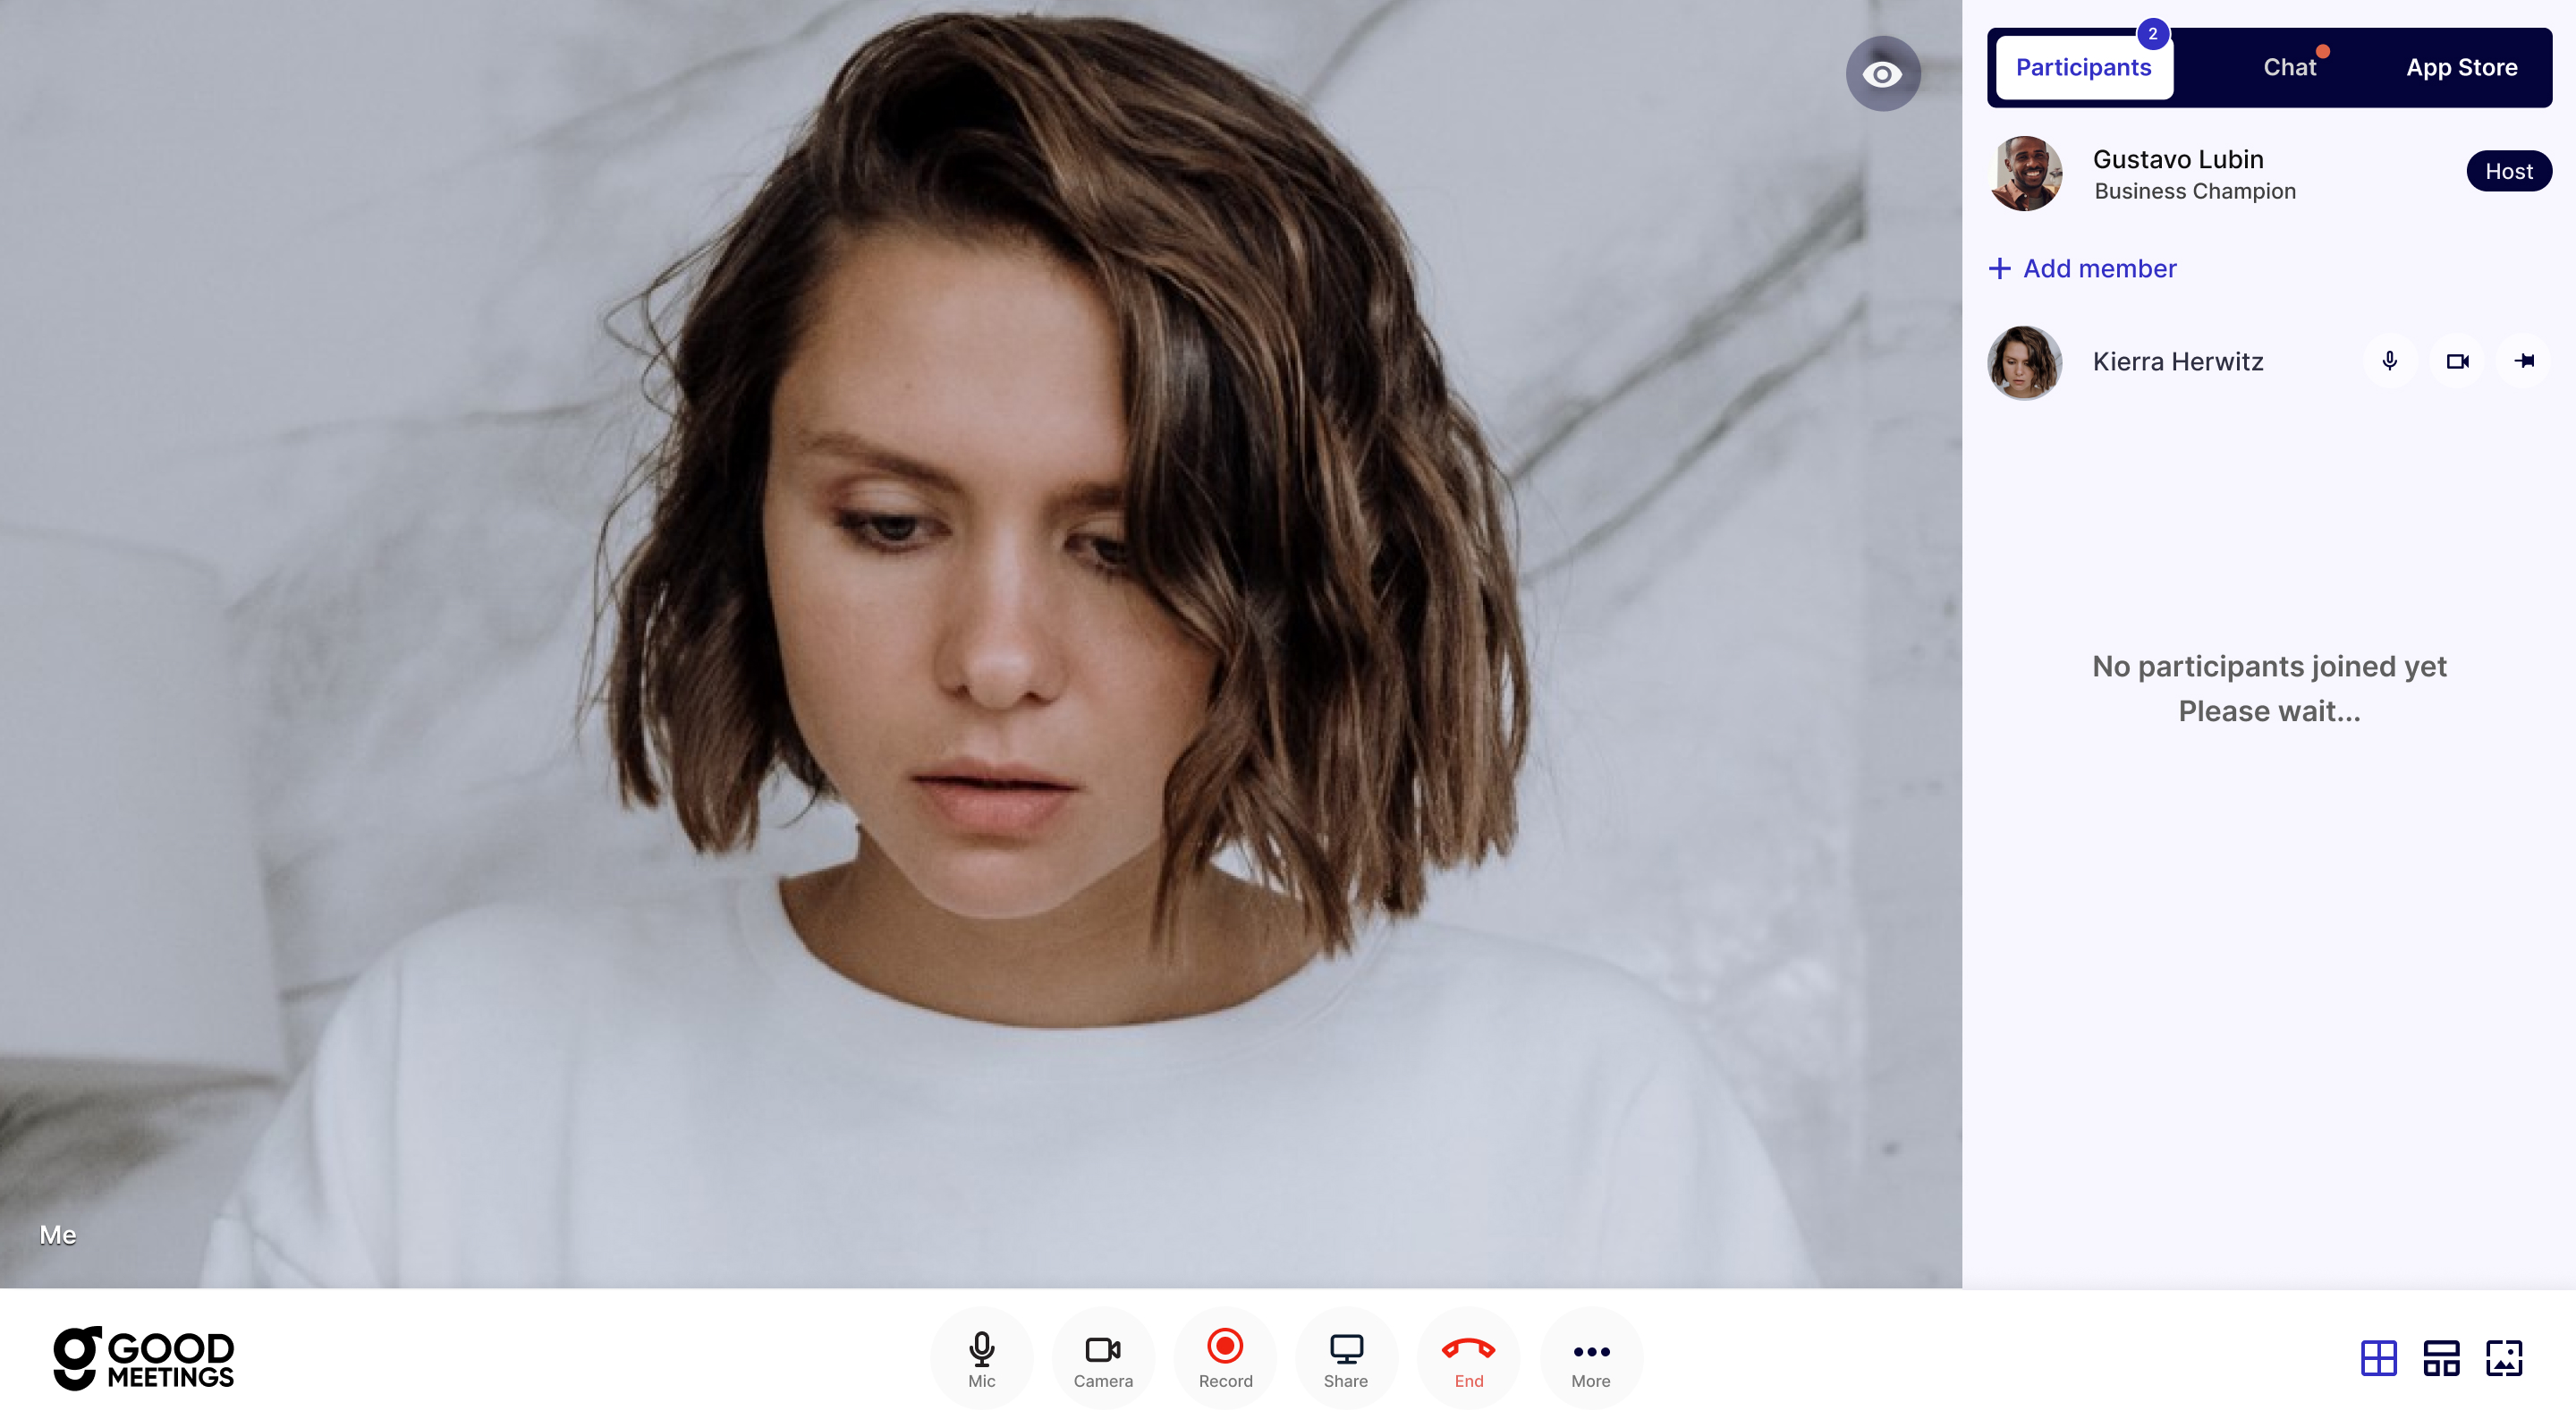 Participants
2
Chat
App Store
Gustavo Lubin
Business Champion
Host
+ Add member
Kierra Herwitz
No participants joined yet
Please wait...
Me
GOOD
MEETINGS
Mic
Camera
Record
Share
End
More